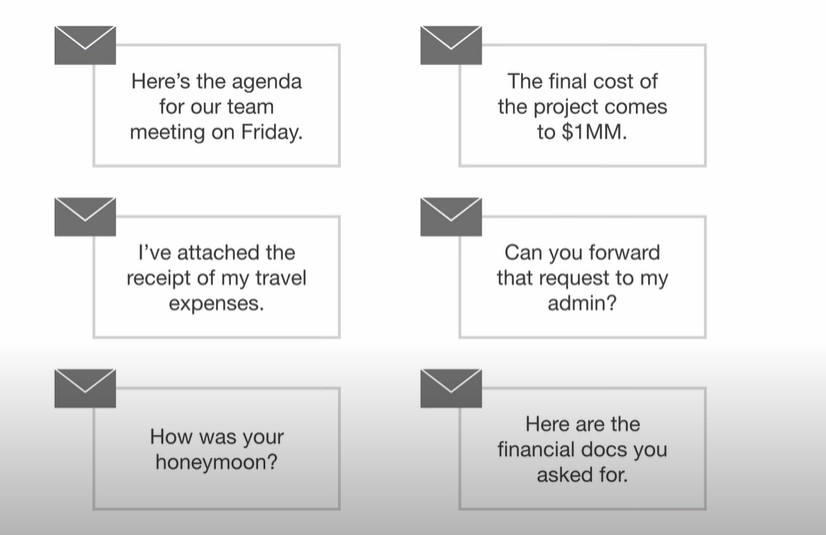 Here's the agenda
for our team
meeting on Friday.
The final cost of
the project comes
to $1MM.
I've attached the
receipt of my travel
expenses.
Can you forward
that request to my
admin?
How was your
honeymoon?
Here are the
financial docs you
asked for.